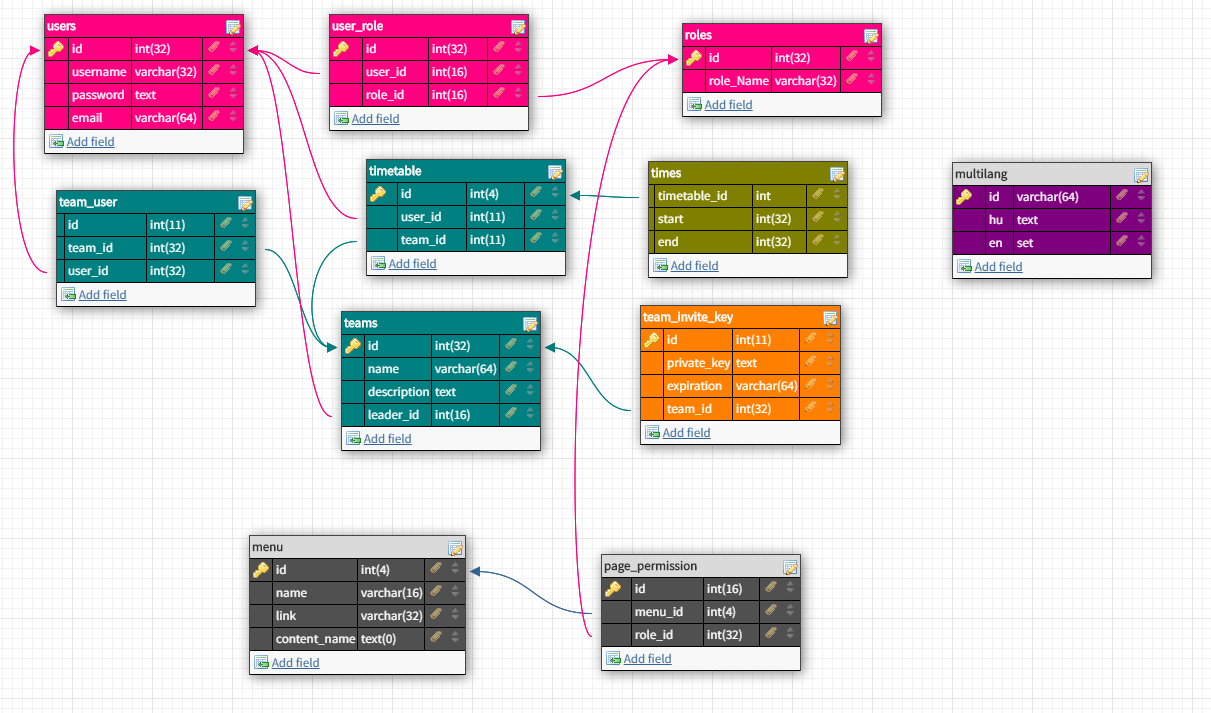 users
id int(32)
username varchar(32)
password text
email varchar(64)
Add field
user_role
id int(32)
user_id int(16)
role_id int(16)
Add field
roles
id int(32)
role_Name varchar(32)
Add field
team_user
id int(11)
team_id int(32)
user_id int(32)
Add field
timetable
id int(4)
user_id int(11)
team_id int(11)
Add field
times
timetable_id int
start int(32)
end int(32)
Add field
multilang
id varchar(64)
hu text
en set
Add field
teams
id int(32)
name varchar(64)
description text
leader_id int(16)
Add field
team_invite_key
id int(11)
private_key text
expiration varchar(64)
team_id int(32)
Add field
menu
id int(4)
name varchar(16)
link varchar(32)
content_name text(0)
Add field
page_permission
id int(16)
menu_id int(4)
role_id int(32)
Add field